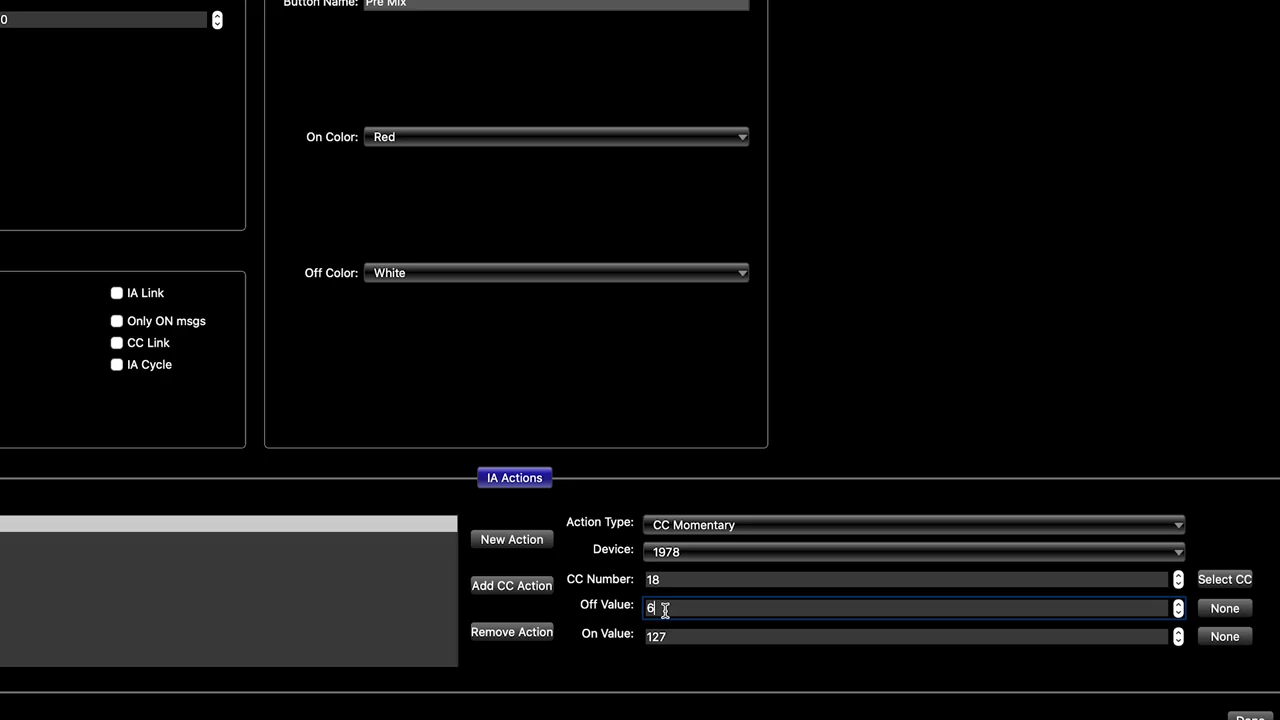 Button Name: Pre Mix
0
On Color: Red
Off Color: White
IA Link
Only ON msgs
CC Link
IA Cycle
IA Actions
New Action
Add CC Action
Remove Action
Action Type: CC Momentary
Device: 1978
CC Number: 18 Select CC
Off Value: 6 None
On Value: 127 None
Done